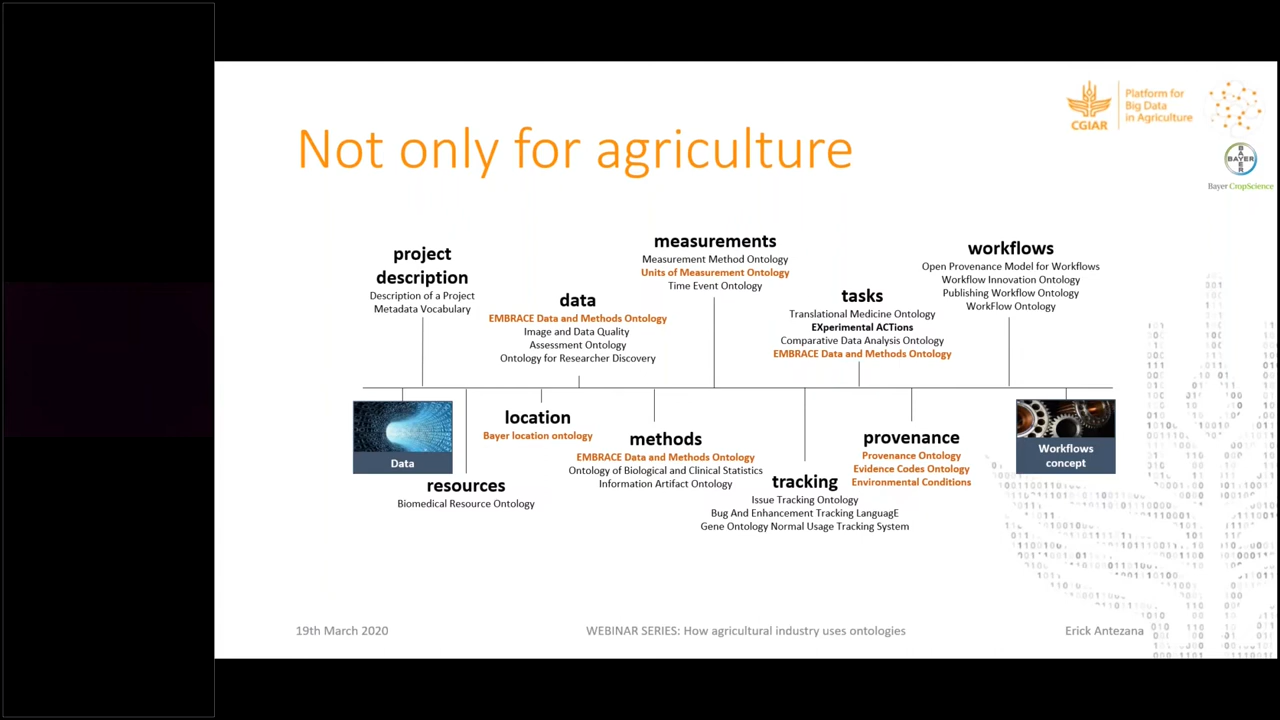 CGIAR
Platform for
Big Data
in Agriculture
BAYER
BAYER
Bayer CropScience
Not only for agriculture
project
description
Description of a Project
Metadata Vocabulary
data
EMBRACE Data and Methods Ontology
Image and Data Quality
Assessment Ontology
Ontology for Researcher Discovery
measurements
Measurement Method Ontology
Units of Measurement Ontology
Time Event Ontology
tasks
Translational Medicine Ontology
EXperimental ACTions
Comparative Data Analysis Ontology
EMBRACE Data and Methods Ontology
workflows
Open Provenance Model for Workflows
Workflow Innovation Ontology
Publishing Workflow Ontology
WorkFlow Ontology
Data
resources
Biomedical Resource Ontology
location
Bayer location ontology
methods
EMBRACE Data and Methods Ontology
Ontology of Biological and Clinical Statistics
Information Artifact Ontology
tracking
Issue Tracking Ontology
Bug And Enhancement Tracking LanguagE
Gene Ontology Normal Usage Tracking System
provenance
Provenance Ontology
Evidence Codes Ontology
Environmental Conditions
Workflows
concept
19th March 2020
WEBINAR SERIES: How agricultural industry uses ontologies
Erick Antezana